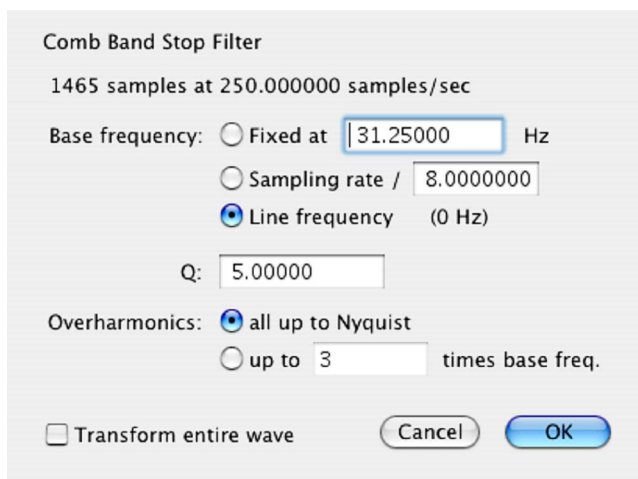 Comb Band Stop Filter
1465 samples at 250.000000 samples/sec
Base frequency: Fixed at 31.25000 Hz
Sampling rate / 8.0000000
Line frequency (0 Hz)
Q: 5.00000
Overharmonics: all up to Nyquist
up to 3 times base freq.
Transform entire wave Cancel OK